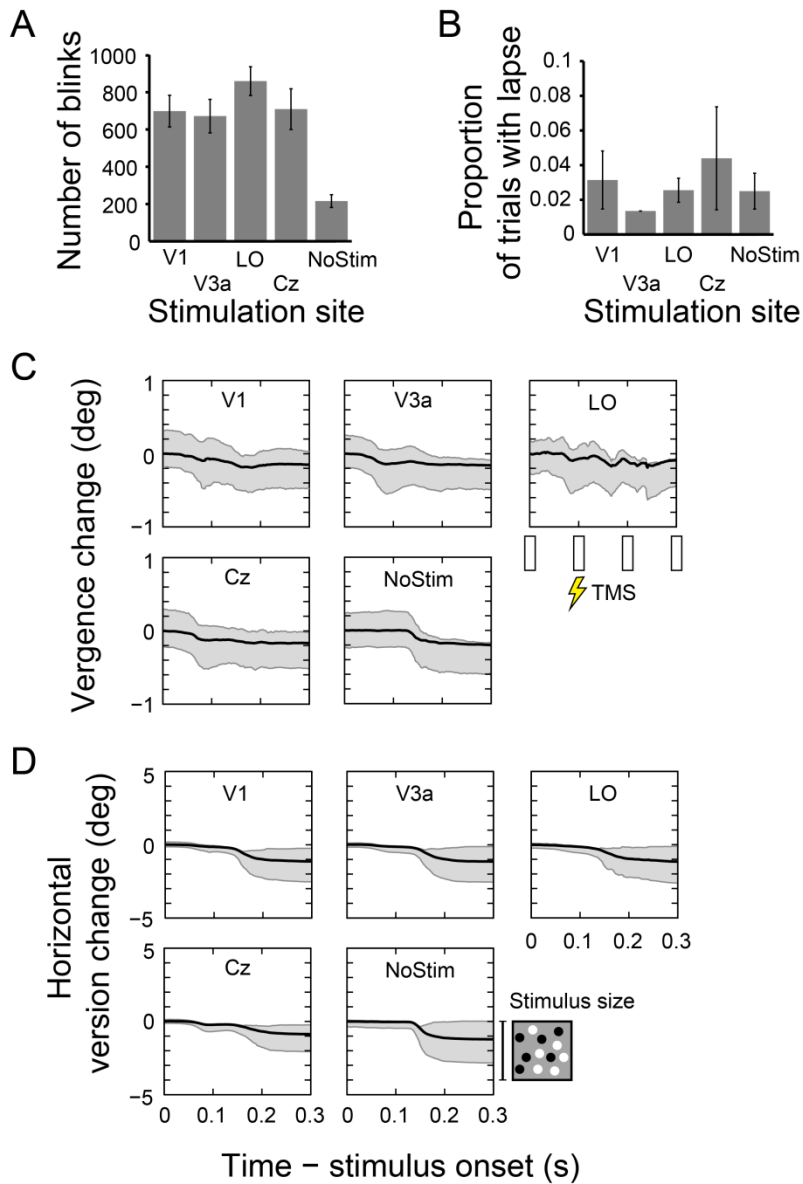 A
Number of blinks
1000
800
600
400
200
0
V1
V3a
LO
Cz
NoStim
Stimulation site
B
Proportion
of trials with lapse
0.1
0.08
0.06
0.04
0.02
0
V1
V3a
LO
Cz
NoStim
Stimulation site
C
Vergence change (deg)
1
0
−1
V1
V3a
LO
TMS
1
0
−1
Cz
NoStim
D
Horizontal
version change (deg)
5
0
−5
V1
V3a
LO
0 0.1 0.2 0.3
5
0
−5
Cz
NoStim
Stimulus size
0 0.1 0.2 0.3
0 0.1 0.2 0.3
Time − stimulus onset (s)